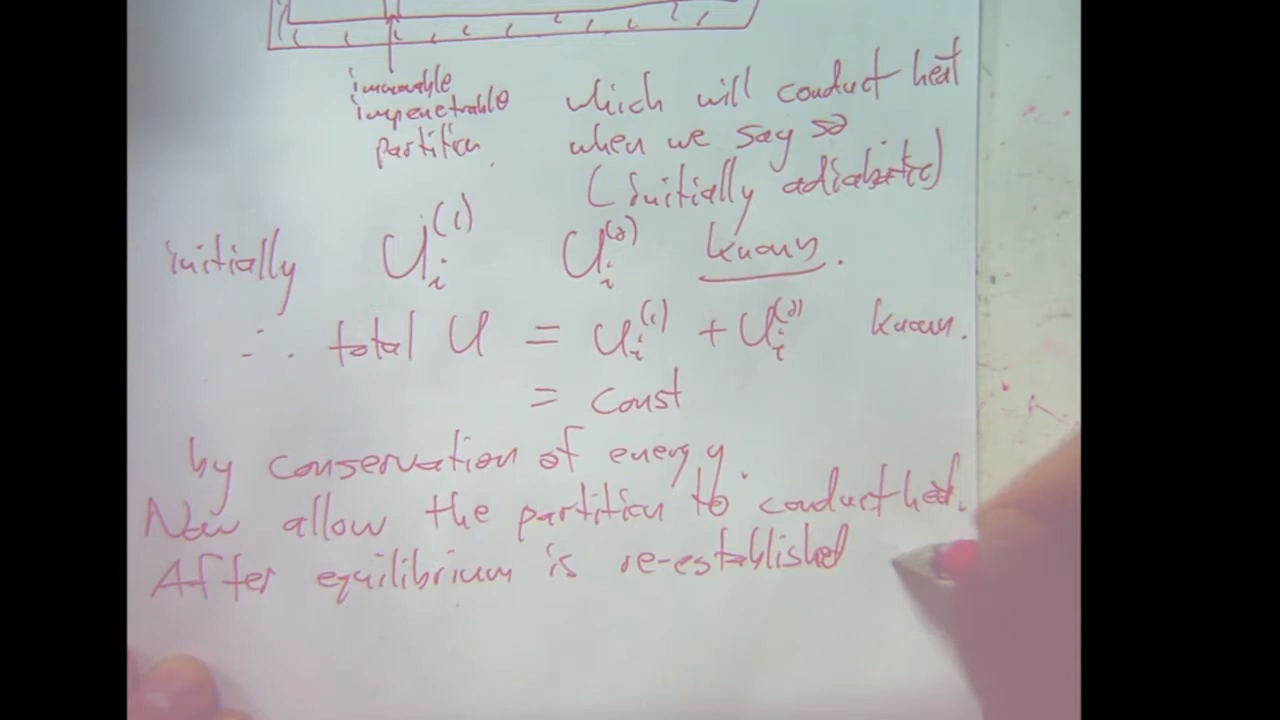 immovable
impenetrable
partition.
which will conduct heat
when we say so
(initially adiabatic)
initially U_i^(1) U_i^(2) known.
∴ total U = U_i^(1) + U_i^(2) known.
= const
by conservation of energy.
Now allow the partition to conduct heat.
After equilibrium is re-established